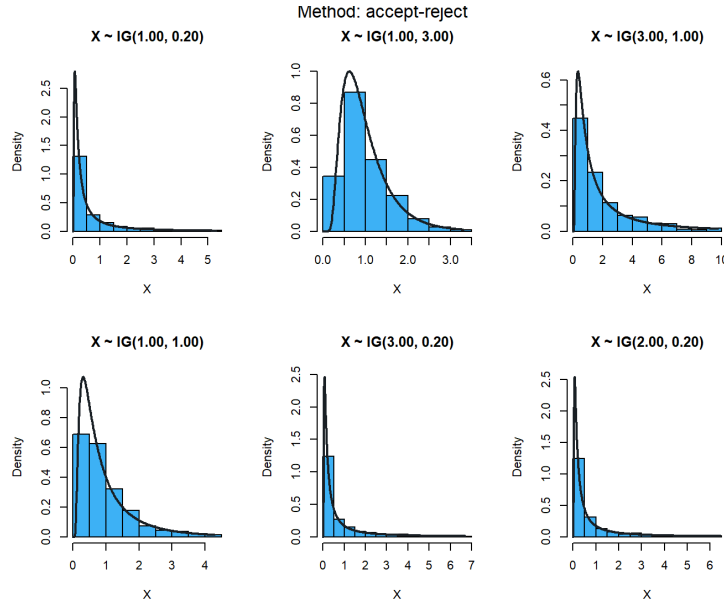 Method: accept-reject
X ~ IG(1.00, 0.20)
X ~ IG(1.00, 3.00)
X ~ IG(3.00, 1.00)
Density
0.0 0.5 1.0 1.5 2.0 2.5
0 1 2 3 4 5
X
Density
0.0 0.2 0.4 0.6 0.8 1.0
0.0 1.0 2.0 3.0
X
Density
0.0 0.2 0.4 0.6
0 2 4 6 8 10
X
X ~ IG(1.00, 1.00)
X ~ IG(3.00, 0.20)
X ~ IG(2.00, 0.20)
Density
0.0 0.2 0.4 0.6 0.8 1.0
0 1 2 3 4
X
Density
0.0 0.5 1.0 1.5 2.0 2.5
0 1 2 3 4 5 6 7
X
Density
0.0 0.5 1.0 1.5 2.0 2.5
0 1 2 3 4 5 6
X